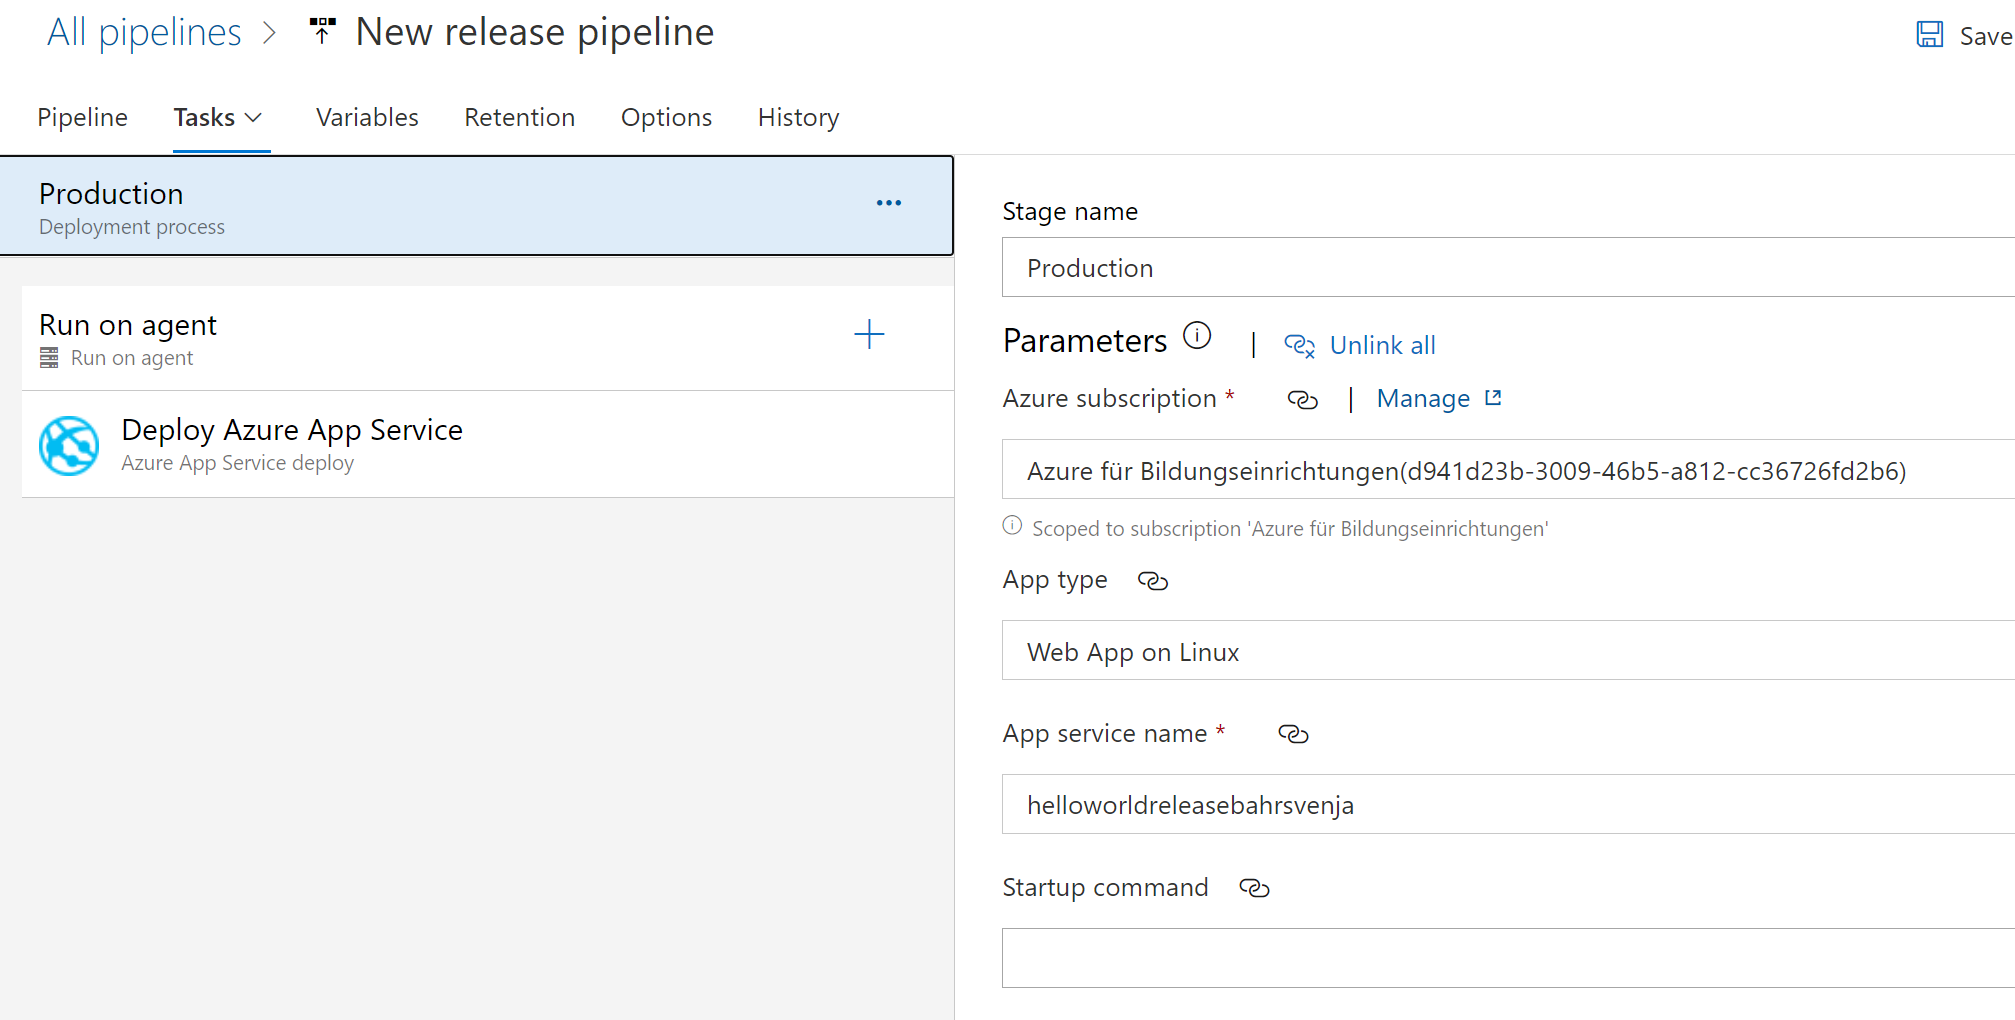 All pipelines > New release pipeline
Save
Pipeline Tasks Variables Retention Options History
Production
Deployment process
Run on agent
Run on agent
Deploy Azure App Service
Azure App Service deploy
Stage name
Production
Parameters | Unlink all
Azure subscription * | Manage
Azure für Bildungseinrichtungen(d941d23b-3009-46b5-a812-cc36726fd2b6)
Scoped to subscription 'Azure für Bildungseinrichtungen'
App type
Web App on Linux
App service name *
helloworldreleasebahrsvenja
Startup command